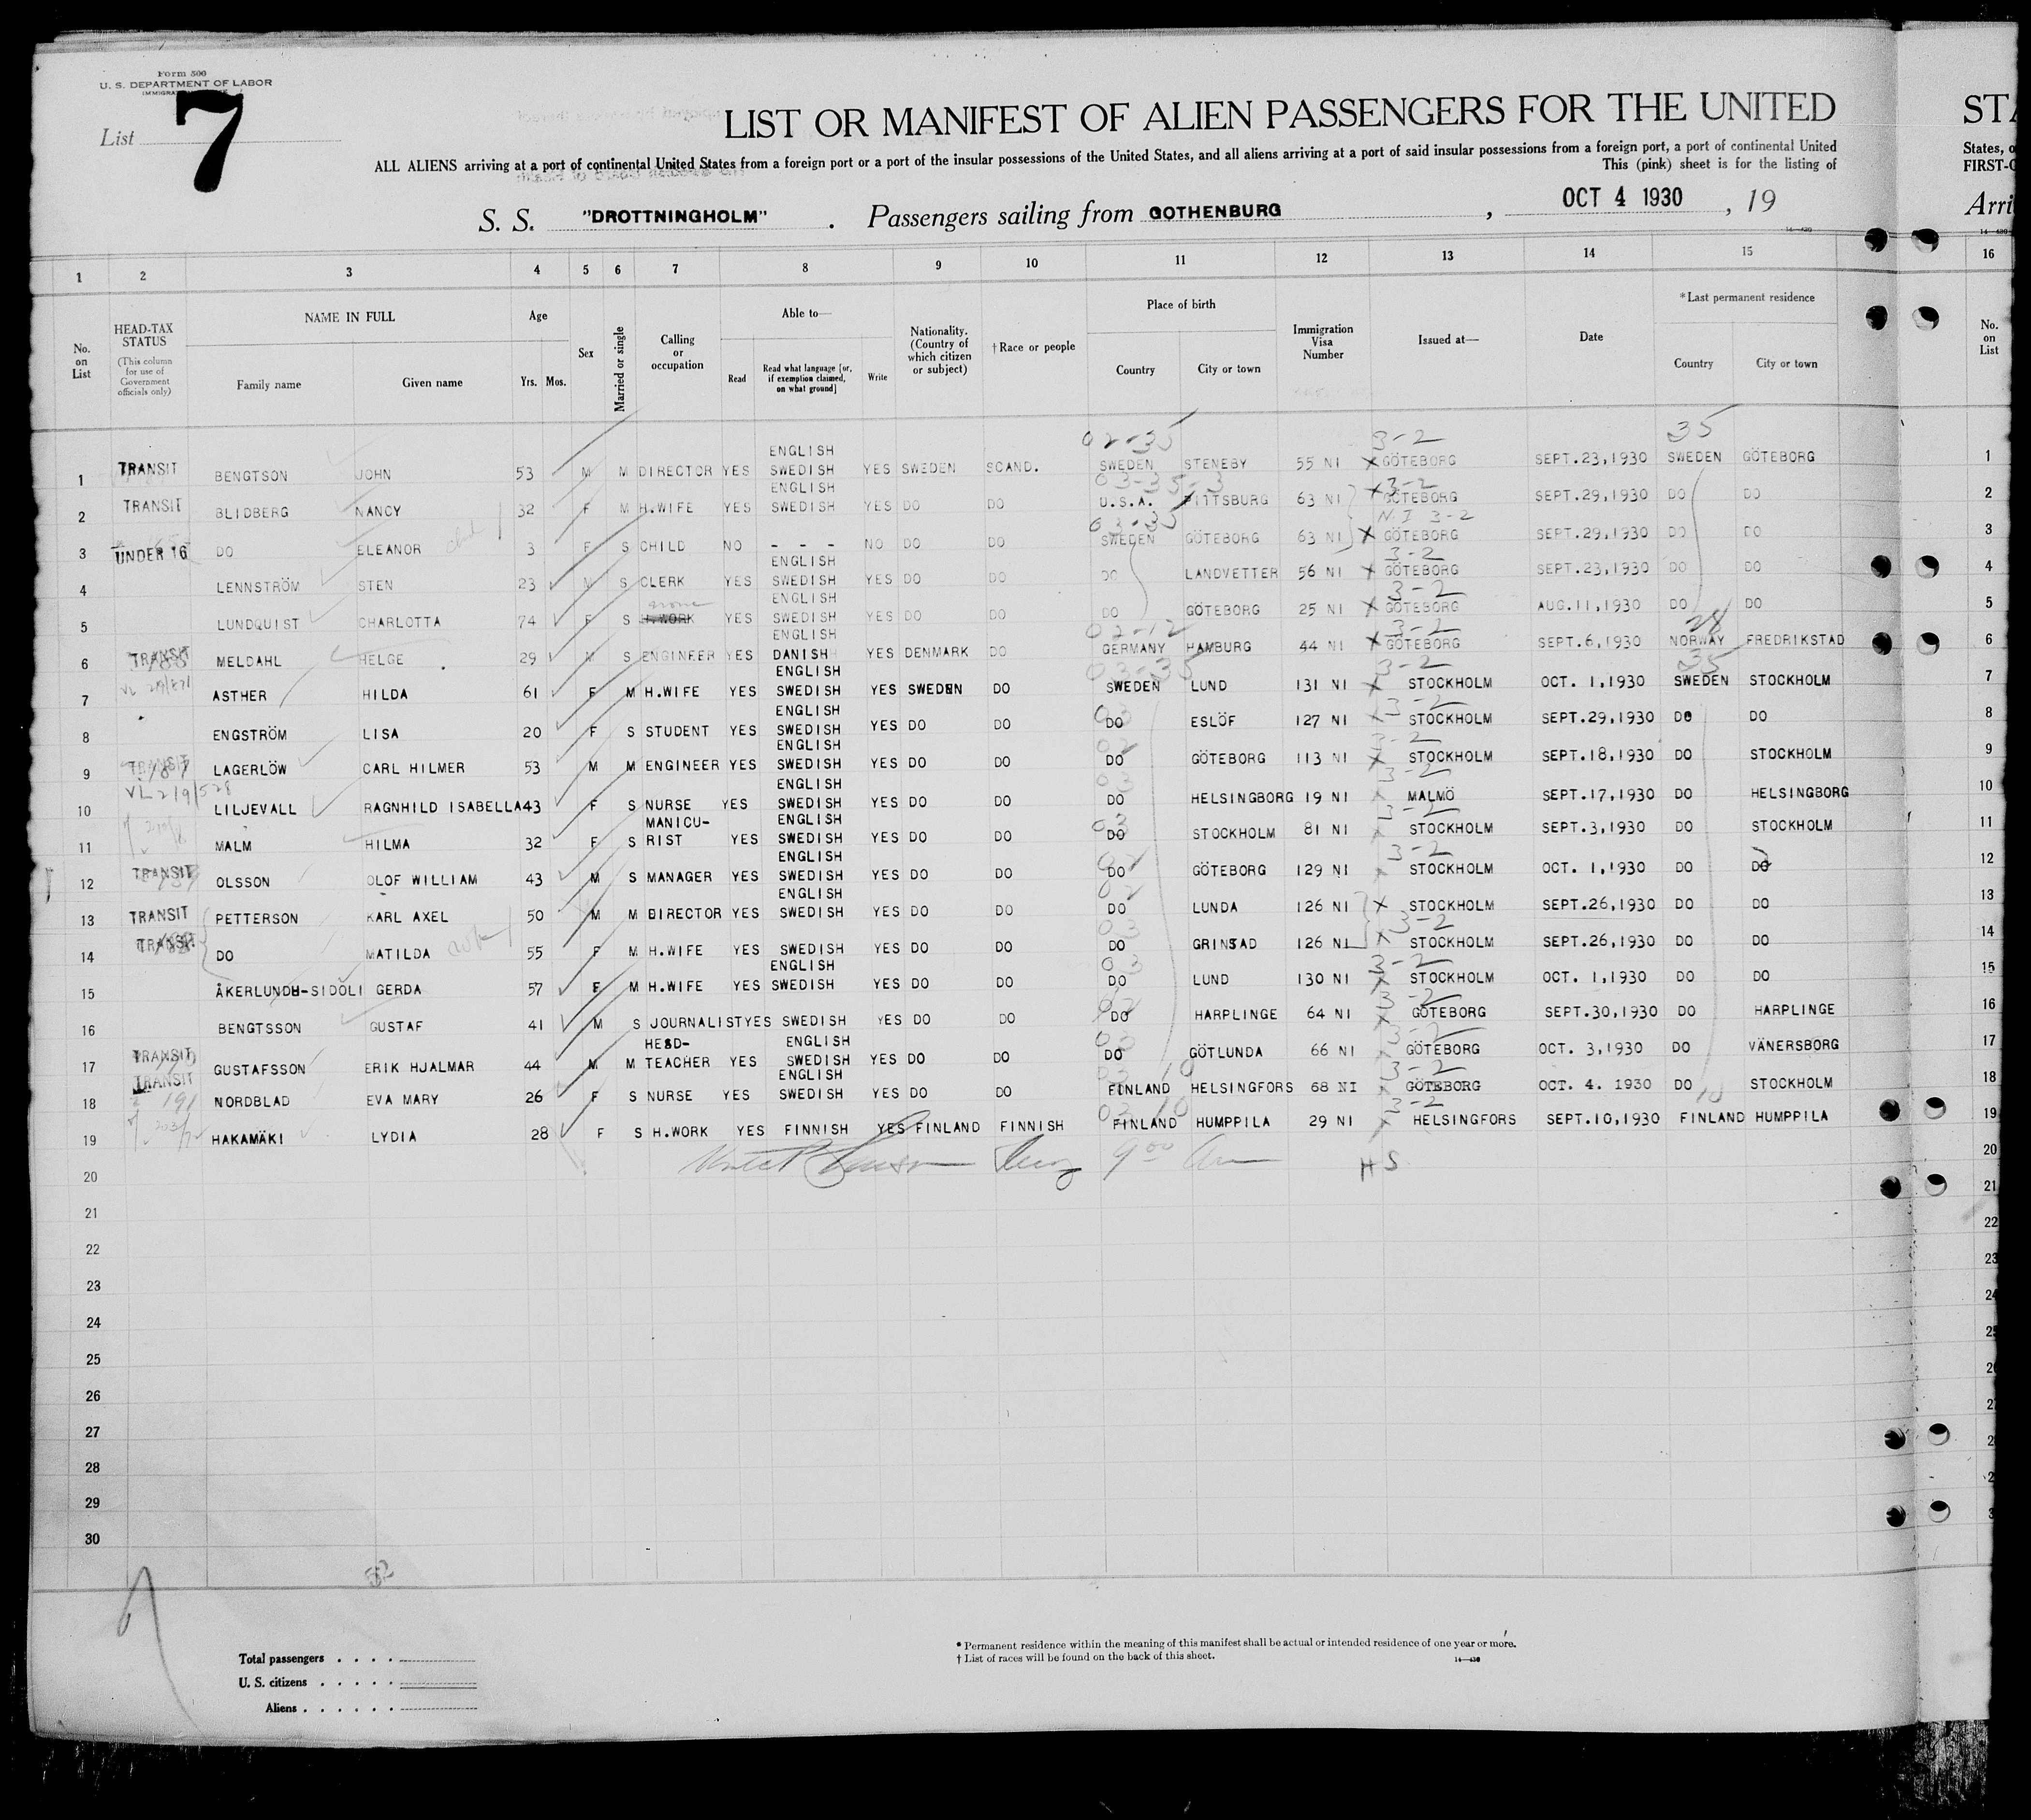 Form 500
U. S. DEPARTMENT OF LABOR
List 7
LIST OR MANIFEST OF ALIEN PASSENGERS FOR THE UNITED
ALL ALIENS arriving at a port of continental United States from a foreign port or a port of the insular possessions of the United States, and all aliens arriving at a port of said insular possessions from a foreign port, a port of continental United
This (pink) sheet is for the listing of
S. S. "DROTTNINGHOLM". Passengers sailing from GOTHENBURG, OCT 4 1930, 19
STA
States, o
FIRST-C
Arri
1 2 3 4 5 6 7 8 9 10 11 12 13 14 15 16
No. on List
HEAD-TAX STATUS (This column for use of Government officials only)
NAME IN FULL
Family name Given name
Age
Yrs. Mos.
Sex
Married or single
Calling or occupation
Able to—
Read
Read what language [or, if exemption claimed, on what ground]
Write
Nationality. (Country of which citizen or subject)
† Race or people
Place of birth
Country City or town
Immigration Visa Number
Issued at—
Date
* Last permanent residence
Country City or town
No. on List
1 TRANSIT BENGTSON JOHN 53 M M DIRECTOR YES ENGLISH SWEDISH YES SWEDEN SCAND. SWEDEN STENEBY 55 NI GÖTEBORG SEPT.23,1930 SWEDEN GÖTEBORG 1
2 TRANSIT BLIDBERG NANCY 32 F M H.WIFE YES ENGLISH SWEDISH YES DO DO U.S.A. PITTSBURG 63 NI GÖTEBORG SEPT.29,1930 DO DO 2
3 UNDER 16 DO ELEANOR 3 F S CHILD NO - - - NO DO DO SWEDEN GÖTEBORG 63 NI GÖTEBORG SEPT.29,1930 DO DO 3
4 LENNSTRÖM STEN 23 M S CLERK YES ENGLISH SWEDISH YES DO DO DO LANDVETTER 56 NI GÖTEBORG SEPT.23,1930 DO DO 4
5 LUNDQUIST CHARLOTTA 74 F S H.WORK none YES ENGLISH SWEDISH YES DO DO DO GÖTEBORG 25 NI GÖTEBORG AUG.11,1930 DO DO 5
6 TRANSIT MELDAHL HELGE 29 M S ENGINEER YES ENGLISH DANISH YES DENMARK DO GERMANY HAMBURG 44 NI GÖTEBORG SEPT.6,1930 NORWAY FREDRIKSTAD 6
7 ASTHER HILDA 61 F M H.WIFE YES ENGLISH SWEDISH YES SWEDEN DO SWEDEN LUND 131 NI STOCKHOLM OCT. 1,1930 SWEDEN STOCKHOLM 7
8 ENGSTRÖM LISA 20 F S STUDENT YES ENGLISH SWEDISH YES DO DO DO ESLÖF 127 NI STOCKHOLM SEPT.29,1930 DO DO 8
9 TRANSIT LAGERLÖW CARL HILMER 53 M M ENGINEER YES ENGLISH SWEDISH YES DO DO DO GÖTEBORG 113 NI STOCKHOLM SEPT.18,1930 DO STOCKHOLM 9
10 LILJEVALL RAGNHILD ISABELLA 43 F S NURSE YES ENGLISH SWEDISH YES DO DO DO HELSINGBORG 19 NI MALMÖ SEPT.17,1930 DO HELSINGBORG 10
11 MALM HILMA 32 F S MANICU-RIST YES ENGLISH SWEDISH YES DO DO DO STOCKHOLM 81 NI STOCKHOLM SEPT.3,1930 DO STOCKHOLM 11
12 TRANSIT OLSSON OLOF WILLIAM 43 M S MANAGER YES ENGLISH SWEDISH YES DO DO DO GÖTEBORG 129 NI STOCKHOLM OCT. 1,1930 DO DO 12
13 TRANSIT PETTERSON KARL AXEL 50 M M DIRECTOR YES ENGLISH SWEDISH YES DO DO DO LUNDA 126 NI STOCKHOLM SEPT.26,1930 DO DO 13
14 TRANSIT DO MATILDA 55 F M H.WIFE YES SWEDISH YES DO DO DO GRINSAD 126 NI STOCKHOLM SEPT.26,1930 DO DO 14
15 ÅKERLUNDH-SIDOLI GERDA 57 F M H.WIFE YES ENGLISH SWEDISH YES DO DO DO LUND 130 NI STOCKHOLM OCT. 1,1930 DO DO 15
16 BENGTSSON GUSTAF 41 M S JOURNALIST YES SWEDISH YES DO DO DO HARPLINGE 64 NI GÖTEBORG SEPT.30,1930 DO HARPLINGE 16
17 TRANSIT GUSTAFSSON ERIK HJALMAR 44 M M HEAD-TEACHER YES ENGLISH SWEDISH YES DO DO DO GÖTLUNDA 66 NI GÖTEBORG OCT. 3,1930 DO VÄNERSBORG 17
18 TRANSIT 191 NORDBLAD EVA MARY 26 F S NURSE YES ENGLISH SWEDISH YES DO DO FINLAND HELSINGFORS 68 NI GÖTEBORG OCT. 4. 1930 DO STOCKHOLM 18
19 HAKAMÄKI LYDIA 28 F S H.WORK YES FINNISH YES FINLAND FINNISH FINLAND HUMPPILA 29 NI HELSINGFORS SEPT.10,1930 FINLAND HUMPPILA 19
20 HS 20
21 21
22 22
23 23
24
25
26
27
28
29
30
Total passengers
U. S. citizens
Aliens
* Permanent residence within the meaning of this manifest shall be actual or intended residence of one year or more.
† List of races will be found on the back of this sheet.
14—430